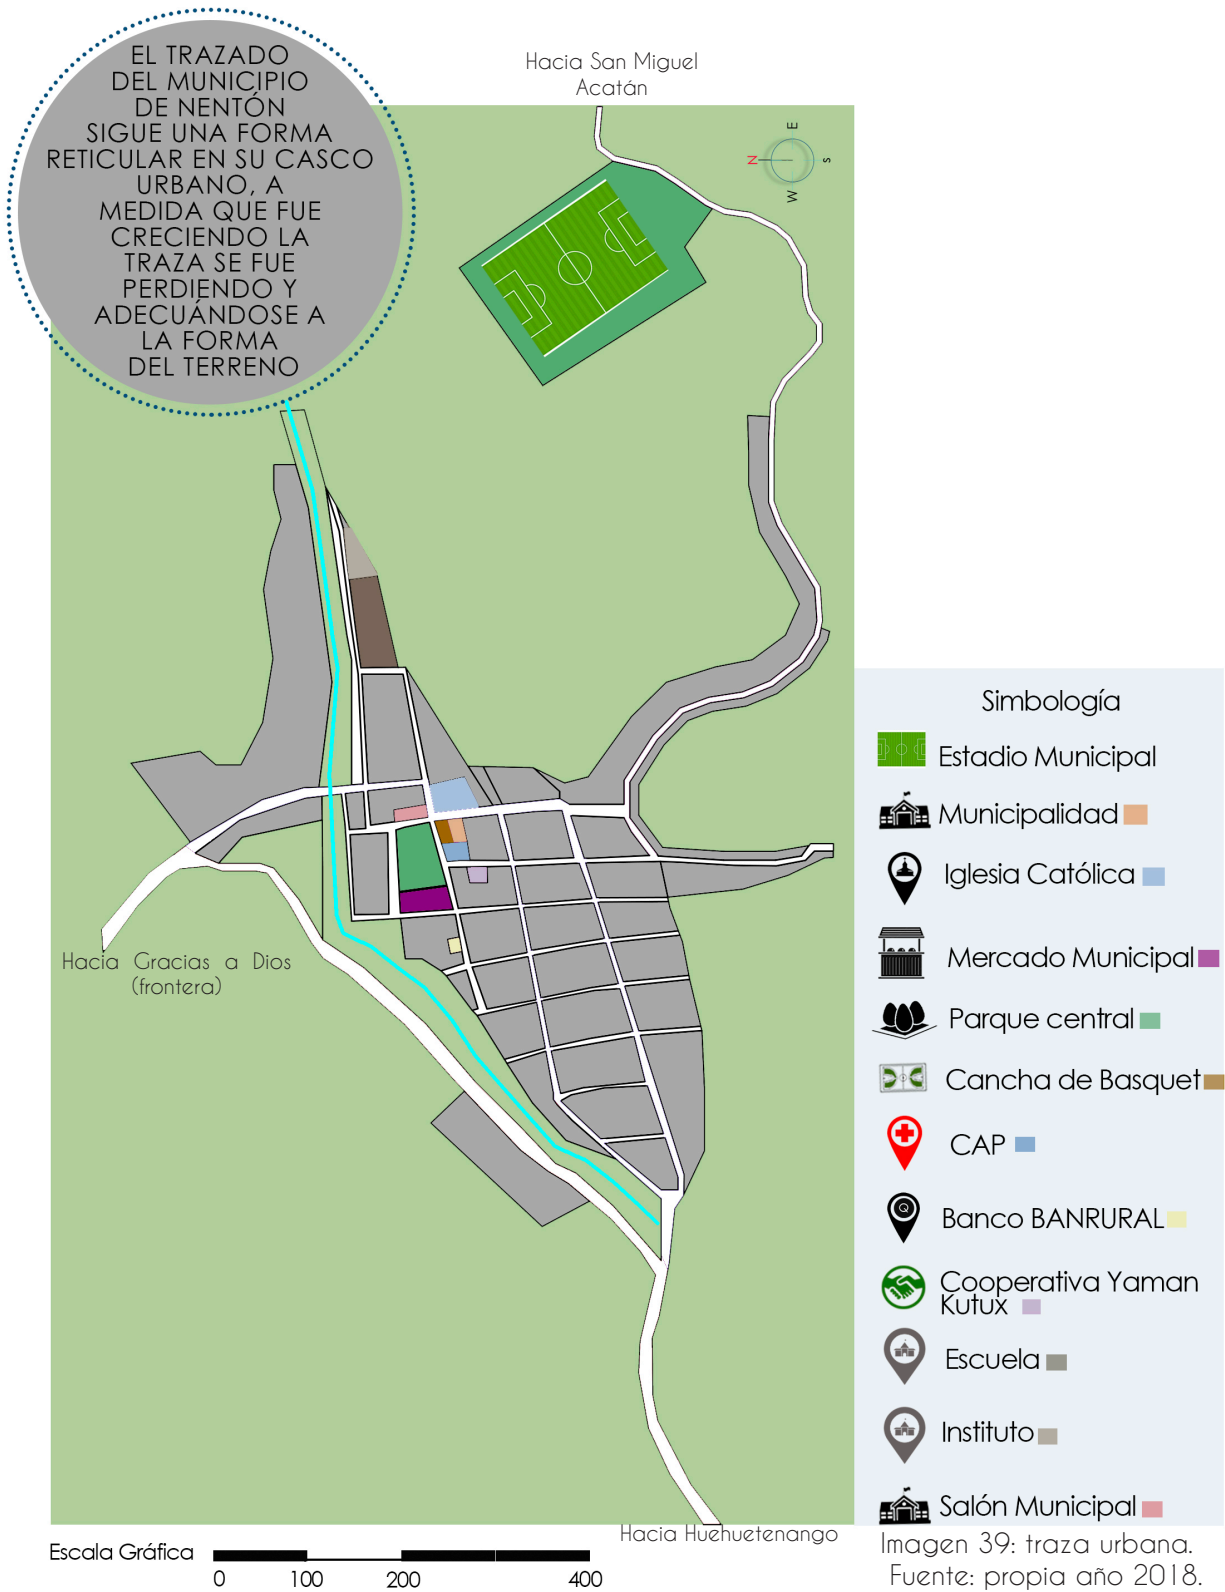 EL TRAZADO
DEL MUNICIPIO
DE NENTÓN
SIGUE UNA FORMA
RETICULAR EN SU CASCO
URBANO, A
MEDIDA QUE FUE
CRECIENDO LA
TRAZA SE FUE
PERDIENDO Y
ADECUÁNDOSE A
LA FORMA
DEL TERRENO
Hacia San Miguel
Acatán
E
N
s
W
Hacia Gracias a Dios
(frontera)
Simbología
Estadio Municipal
Municipalidad
Iglesia Católica
Mercado Municipal
Parque central
Cancha de Basquet
CAP
Q
Banco BANRURAL
Cooperativa Yaman
Kutux
Escuela
Instituto
Salón Municipal
Hacia Huehuetenango
Escala Gráfica
0 100 200 400
Imagen 39: traza urbana.
Fuente: propia año 2018.